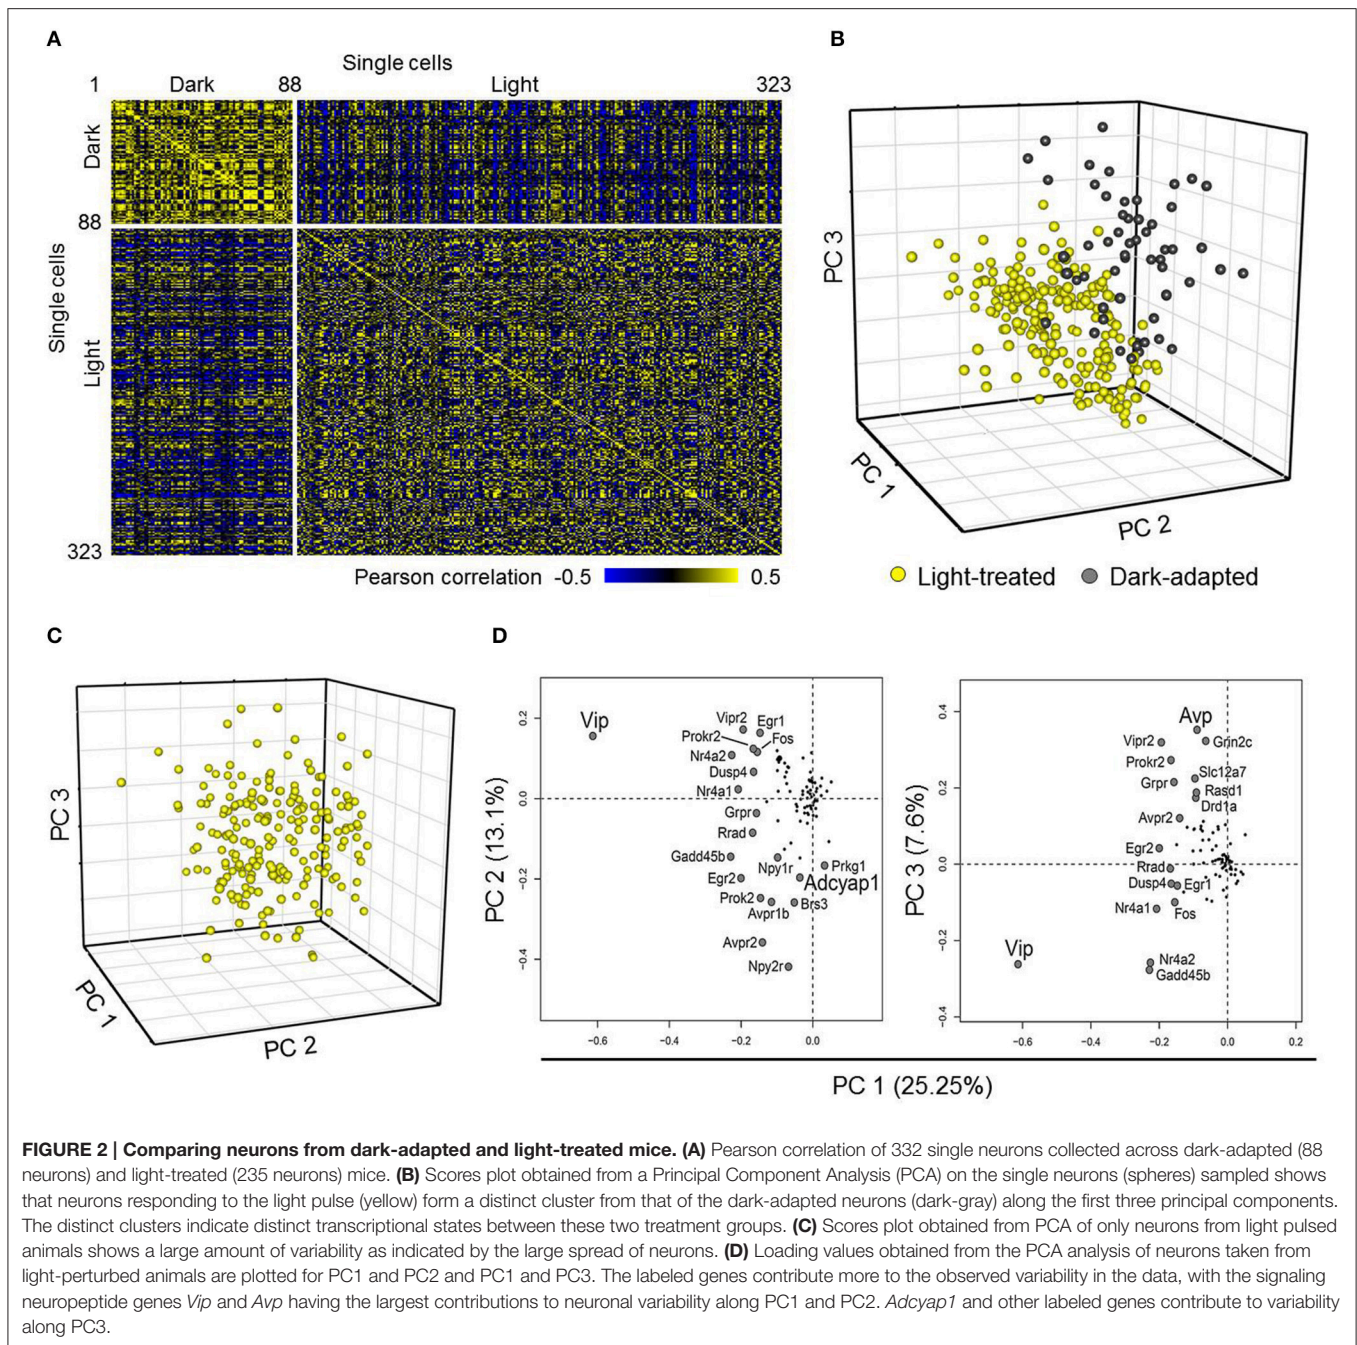 A
Single cells
1 Dark 88 Light 323
Dark
88
Single cells
Light
323
Pearson correlation -0.5 0.5
B
PC 3
PC 1
PC 2
Light-treated Dark-adapted
C
PC 3
PC 1
PC 2
D
PC 2 (13.1%)
0.2
0.0
−0.2
−0.4
Vip
Vipr2
Egr1
Prokr2
Fos
Nr4a2
Dusp4
Nr4a1
Grpr
Rrad
Gadd45b
Npy1r
Prkg1
Egr2
Adcyap1
Prok2
Brs3
Avpr1b
Avpr2
Npy2r
−0.6 −0.4 −0.2 0.0
PC 3 (7.6%)
0.4
0.2
0.0
−0.2
−0.4
Avp
Vipr2
Grin2c
Prokr2
Slc12a7
Grpr
Rasd1
Drd1a
Avpr2
Egr2
Rrad
Dusp4
Egr1
Nr4a1
Fos
Vip
Nr4a2
Gadd45b
−0.6 −0.4 −0.2 0.0 0.2
PC 1 (25.25%)
FIGURE 2 | Comparing neurons from dark-adapted and light-treated mice. (A) Pearson correlation of 332 single neurons collected across dark-adapted (88
neurons) and light-treated (235 neurons) mice. (B) Scores plot obtained from a Principal Component Analysis (PCA) on the single neurons (spheres) sampled shows
that neurons responding to the light pulse (yellow) form a distinct cluster from that of the dark-adapted neurons (dark-gray) along the first three principal components.
The distinct clusters indicate distinct transcriptional states between these two treatment groups. (C) Scores plot obtained from PCA of only neurons from light pulsed
animals shows a large amount of variability as indicated by the large spread of neurons. (D) Loading values obtained from the PCA analysis of neurons taken from
light-perturbed animals are plotted for PC1 and PC2 and PC1 and PC3. The labeled genes contribute more to the observed variability in the data, with the signaling
neuropeptide genes Vip and Avp having the largest contributions to neuronal variability along PC1 and PC2. Adcyap1 and other labeled genes contribute to variability
along PC3.